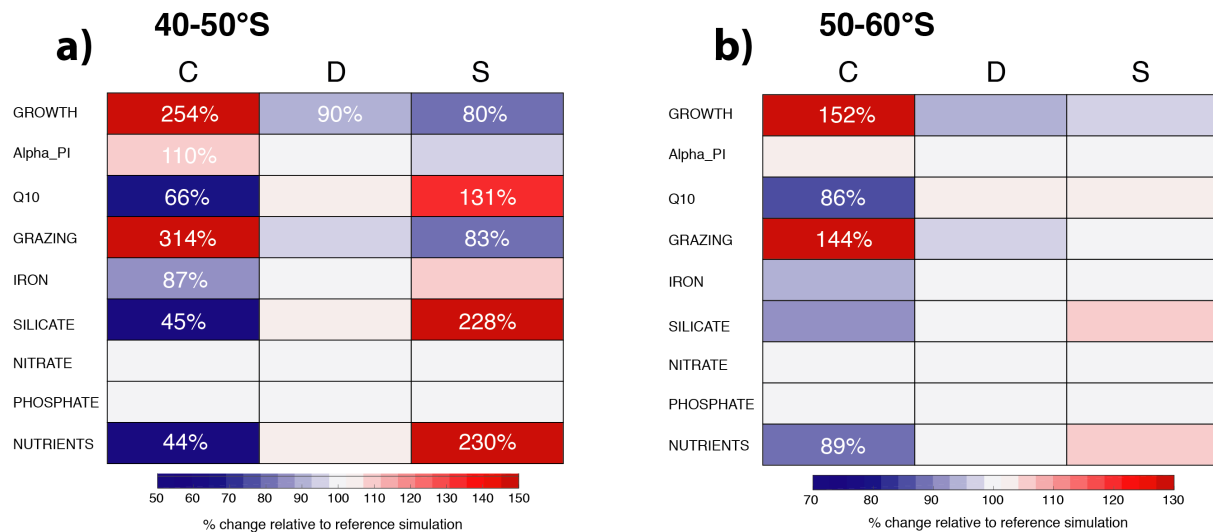 a) 40-50°S
C D S
GROWTH 254% 90% 80%
Alpha_PI 110%
Q10 66% 131%
GRAZING 314% 83%
IRON 87%
SILICATE 45% 228%
NITRATE
PHOSPHATE
NUTRIENTS 44% 230%
50 60 70 80 90 100 110 120 130 140 150
% change relative to reference simulation
b) 50-60°S
C D S
GROWTH 152%
Alpha_PI
Q10 86%
GRAZING 144%
IRON
SILICATE
NITRATE
PHOSPHATE
NUTRIENTS 89%
70 80 90 100 110 120 130
% change relative to reference simulation